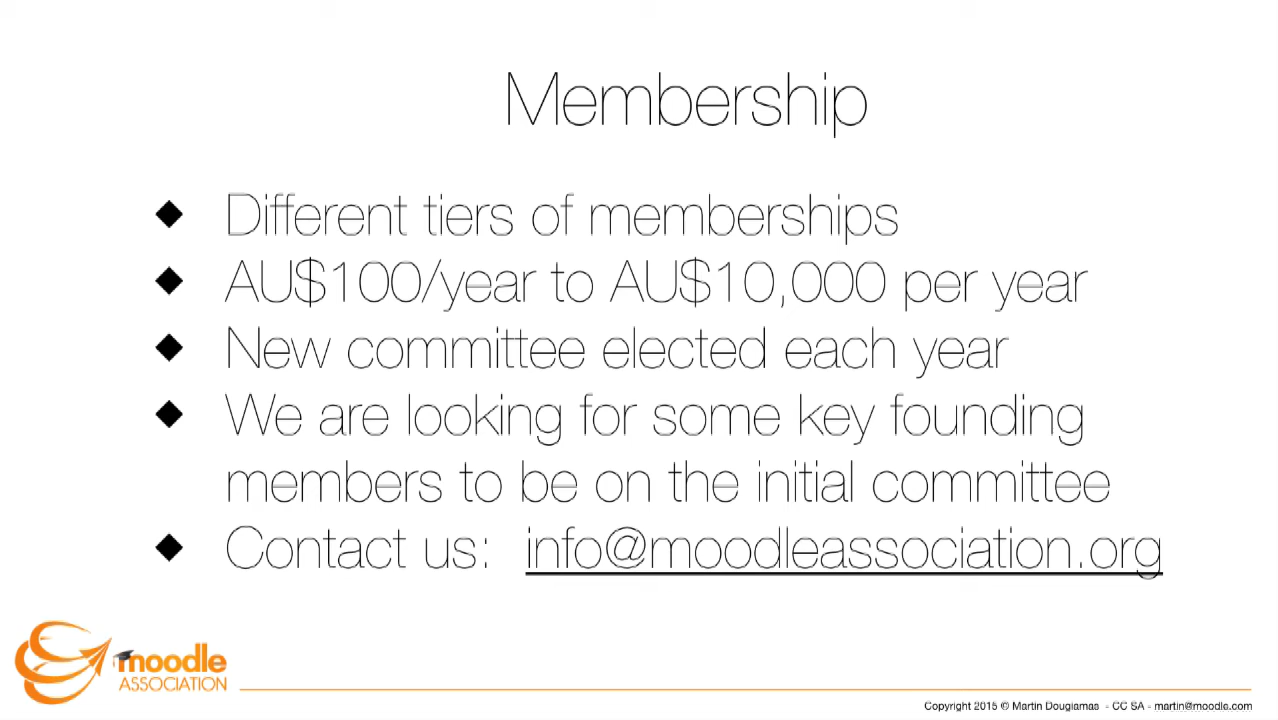 Membership
◆ Different tiers of memberships
◆ AU$100/year to AU$10,000 per year
◆ New committee elected each year
◆ We are looking for some key founding
members to be on the initial committee
◆ Contact us: info@moodleassociation.org
moodle
ASSOCIATION
Copyright 2015 © Martin Dougiamas - CC SA - martin@moodle.com